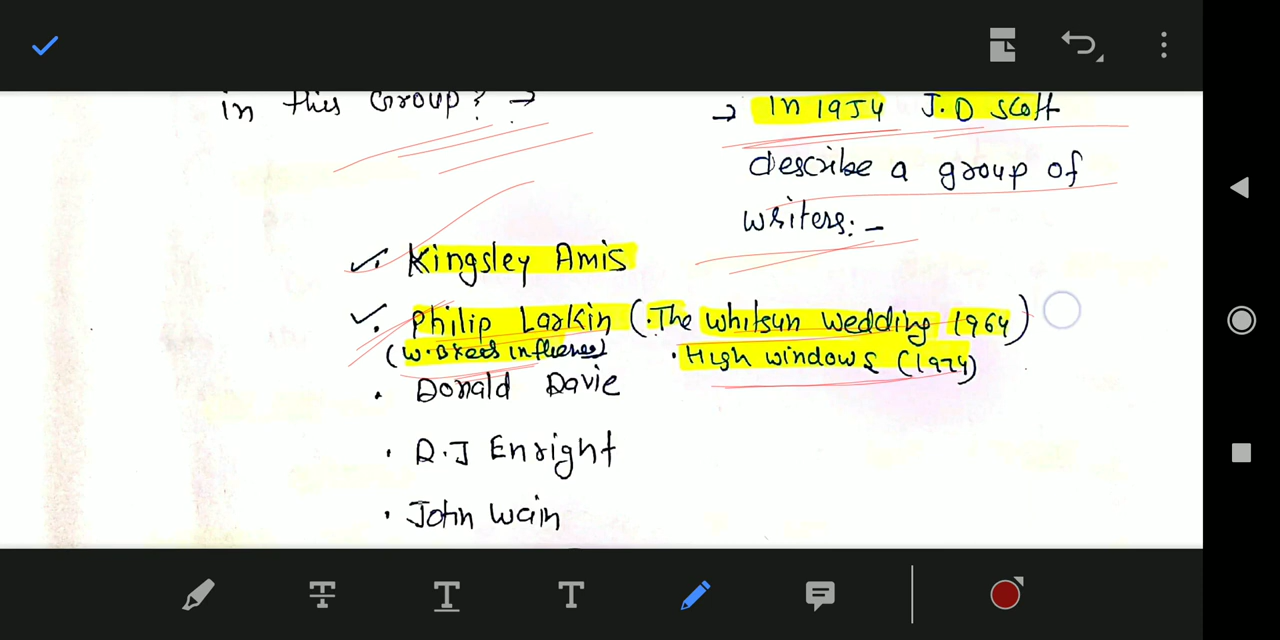 in this Group? →
→ In 1954 J.D Scott
describe a group of
writers:-
Kingsley Amis
Philip Larkin (.The Whitsun Wedding 1964)
(W.B Yeats influence) • High windows (1974)
• Donald Davie
• D.J Enright
• John Wain